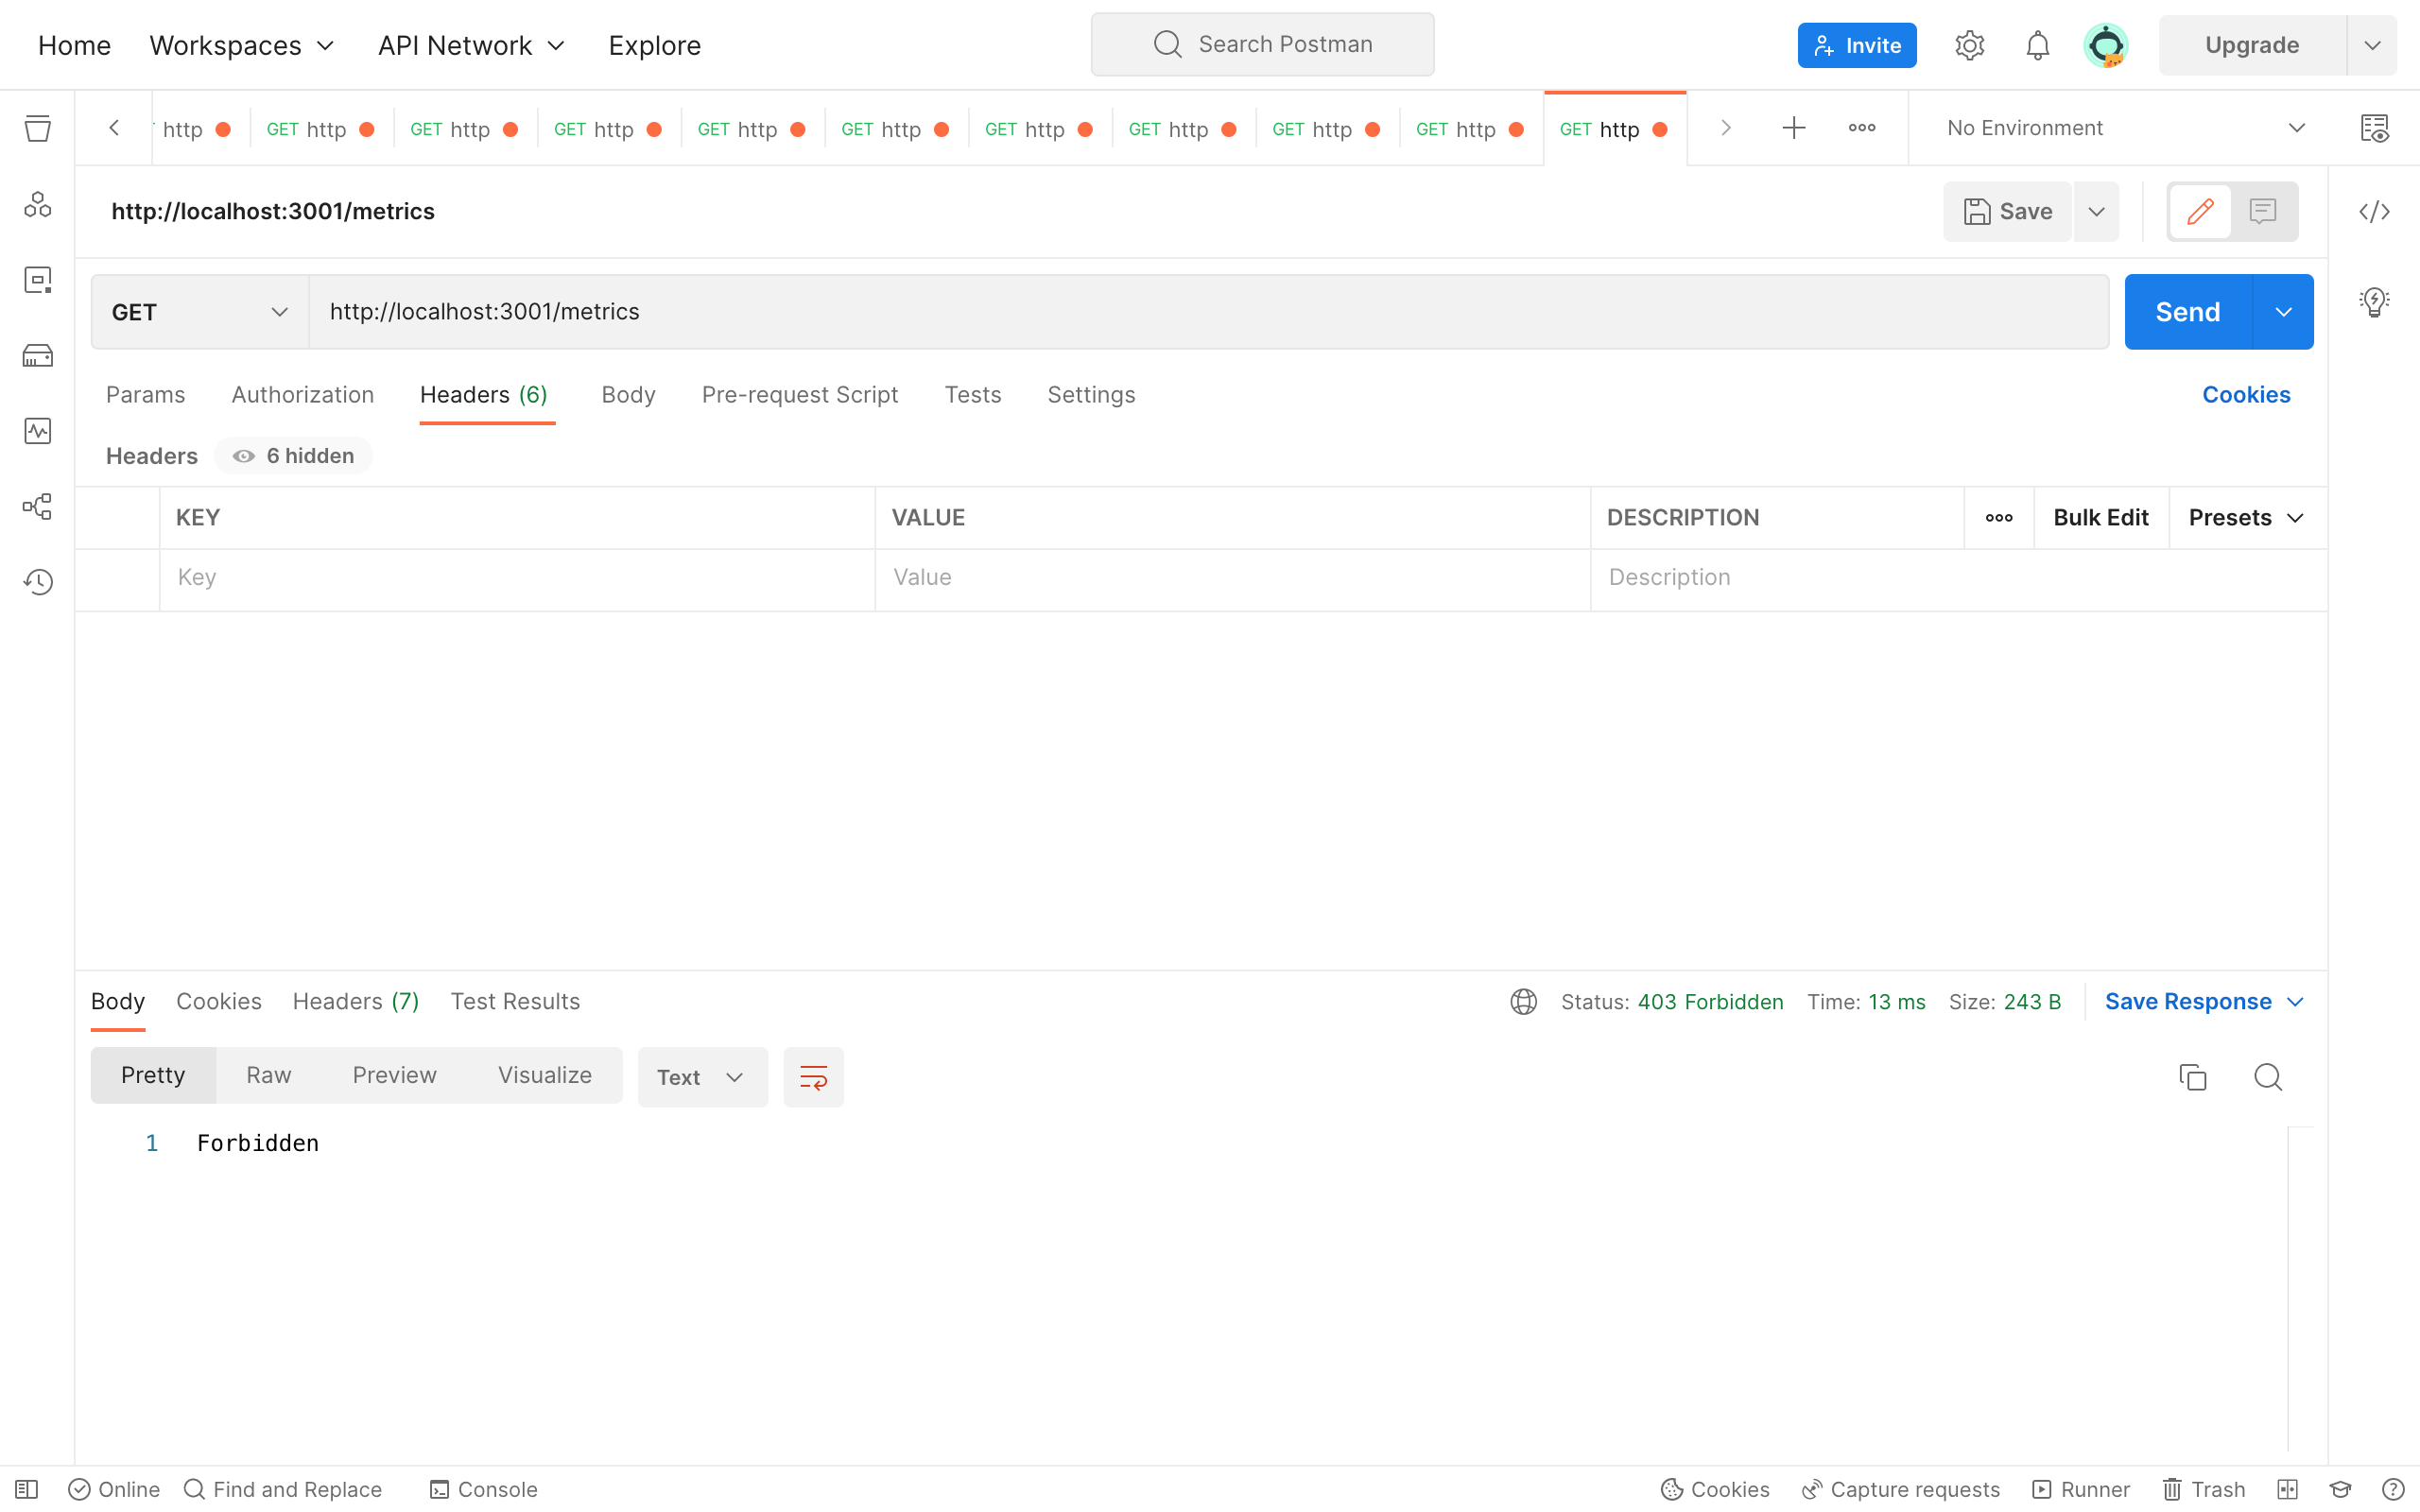 Home Workspaces API Network Explore Search Postman Invite Upgrade
http GET http GET http GET http GET http GET http GET http GET http GET http GET http GET http No Environment
http://localhost:3001/metrics Save
GET http://localhost:3001/metrics Send
Params Authorization Headers (6) Body Pre-request Script Tests Settings Cookies
Headers 6 hidden
KEY VALUE DESCRIPTION Bulk Edit Presets
Key Value Description
Body Cookies Headers (7) Test Results Status: 403 Forbidden Time: 13 ms Size: 243 B Save Response
Pretty Raw Preview Visualize Text
1 Forbidden
Online Find and Replace Console Cookies Capture requests Runner Trash